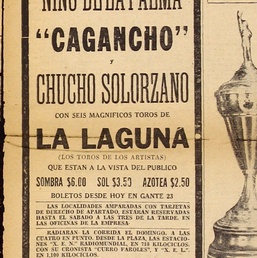 NIÑO DE LA PALMA
"CAGANCHO"
y
CHUCHO SOLORZANO
CON SEIS MAGNIFICOS TOROS DE
LA LAGUNA
(LOS TOROS DE LOS ARTISTAS)
QUE ESTAN A LA VISTA DEL PUBLICO
SOMBRA $6.00 SOL $3.50 AZOTEA $2.50
BOLETOS DESDE HOY EN GANTE 23
LAS LOCALIDADES AMPARADAS CON TARJETAS
DE DERECHO DE APARTADO, ESTARAN RESERVADAS
HASTA EL SABADO A LAS TRES DE LA TARDE, EN
LAS OFICINAS DE LA EMPRESA
RADIARAN LA CORRIDA EL DOMINGO, A LAS
CUATRO EN PUNTO, DESDE LA PLAZA, LAS ESTACIO-
NES "X. E. N." RADIOMUNDIAL, EN 710 KILOCICLOS,
CON SU CRONISTA "CURRO FAROLES", Y "X. E. L."
EN 1,100 KILOCICLOS.